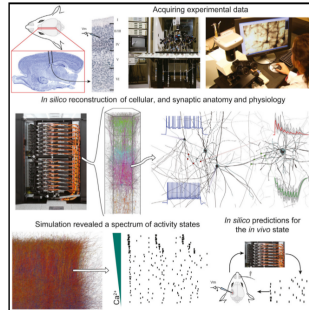 Acquiring experimental data
In silico reconstruction of cellular, and synaptic anatomy and physiology
Simulation revealed a spectrum of activity states
In silico predictions for
the in vivo state
Ca²⁺